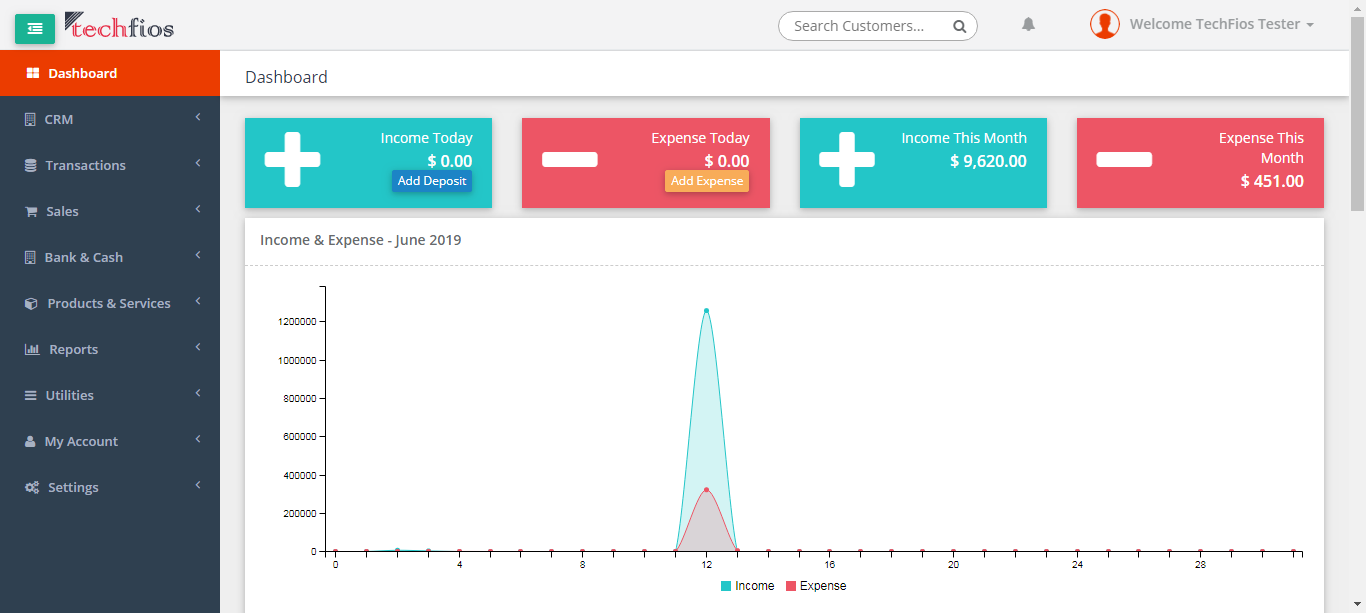 techfios
Search Customers...
Welcome TechFios Tester
Dashboard
CRM
Transactions
Sales
Bank & Cash
Products & Services
Reports
Utilities
My Account
Settings
Dashboard
Income Today
$ 0.00
Add Deposit
Expense Today
$ 0.00
Add Expense
Income This Month
$ 9,620.00
Expense This
Month
$ 451.00
Income & Expense - June 2019
1200000
1000000
800000
600000
400000
200000
0
0 4 8 12 16 20 24 28
Income Expense